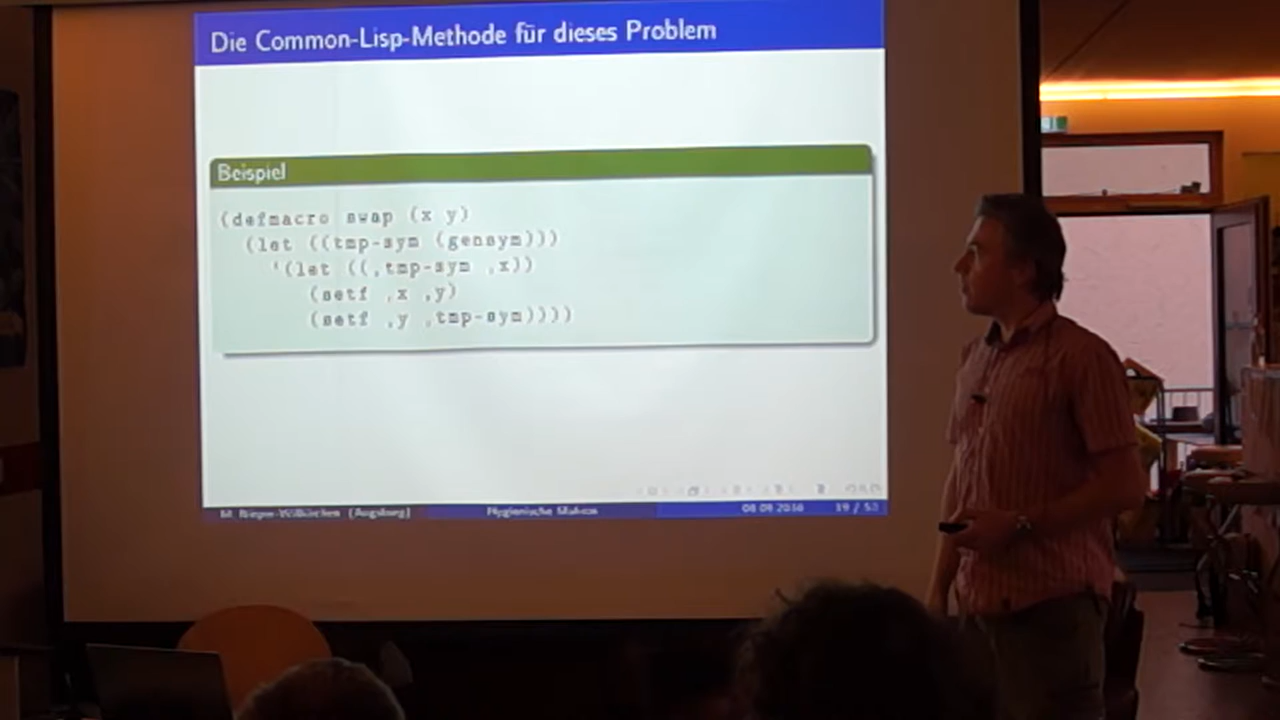 Die Common-Lisp-Methode für dieses Problem
Beispiel
(defmacro swap (x y)
(let ((tmp-sym (gensym)))
`(let ((,tmp-sym ,x))
(setf ,x ,y)
(setf ,y ,tmp-sym))))
(Augsburg) Hygienische Makros 19 / 53